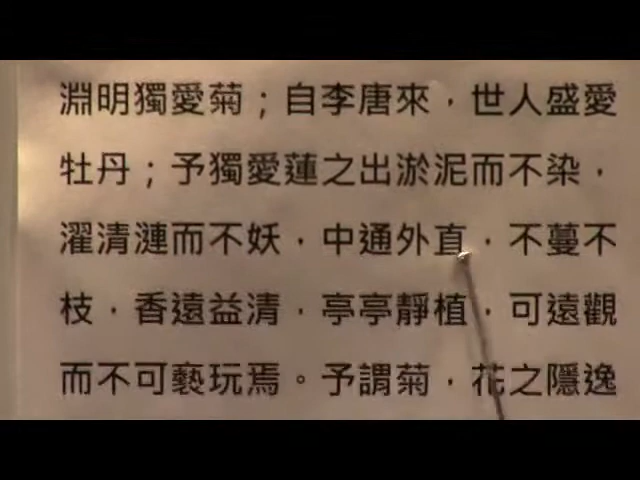 淵明獨愛菊；自李唐來，世人盛愛
牡丹；予獨愛蓮之出淤泥而不染，
濯清漣而不妖，中通外直，不蔓不
枝，香遠益清，亭亭靜植，可遠觀
而不可褻玩焉。予謂菊，花之隱逸